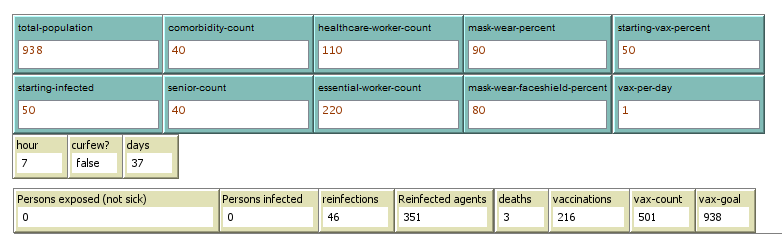 total-population comorbidity-count healthcare-worker-count mask-wear-percent starting-vax-percent
938 40 110 90 50
starting-infected senior-count essential-worker-count mask-wear-faceshield-percent vax-per-day
50 40 220 80 1
hour curfew? days
7 false 37
Persons exposed (not sick) Persons infected reinfections Reinfected agents deaths vaccinations vax-count vax-goal
0 0 46 351 3 216 501 938